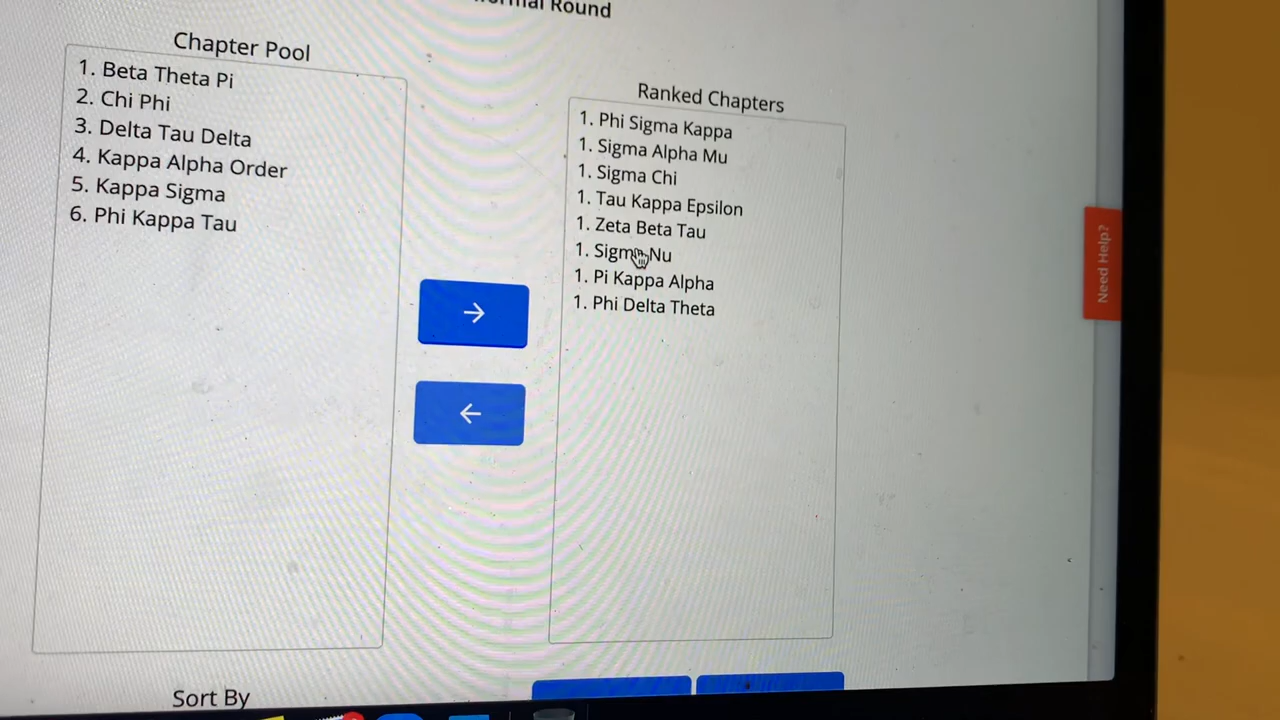 Round
Chapter Pool
1. Beta Theta Pi
2. Chi Phi
3. Delta Tau Delta
4. Kappa Alpha Order
5. Kappa Sigma
6. Phi Kappa Tau
→
←
Ranked Chapters
1. Phi Sigma Kappa
1. Sigma Alpha Mu
1. Sigma Chi
1. Tau Kappa Epsilon
1. Zeta Beta Tau
1. Sigma Nu
1. Pi Kappa Alpha
1. Phi Delta Theta
Need Help?
Sort By